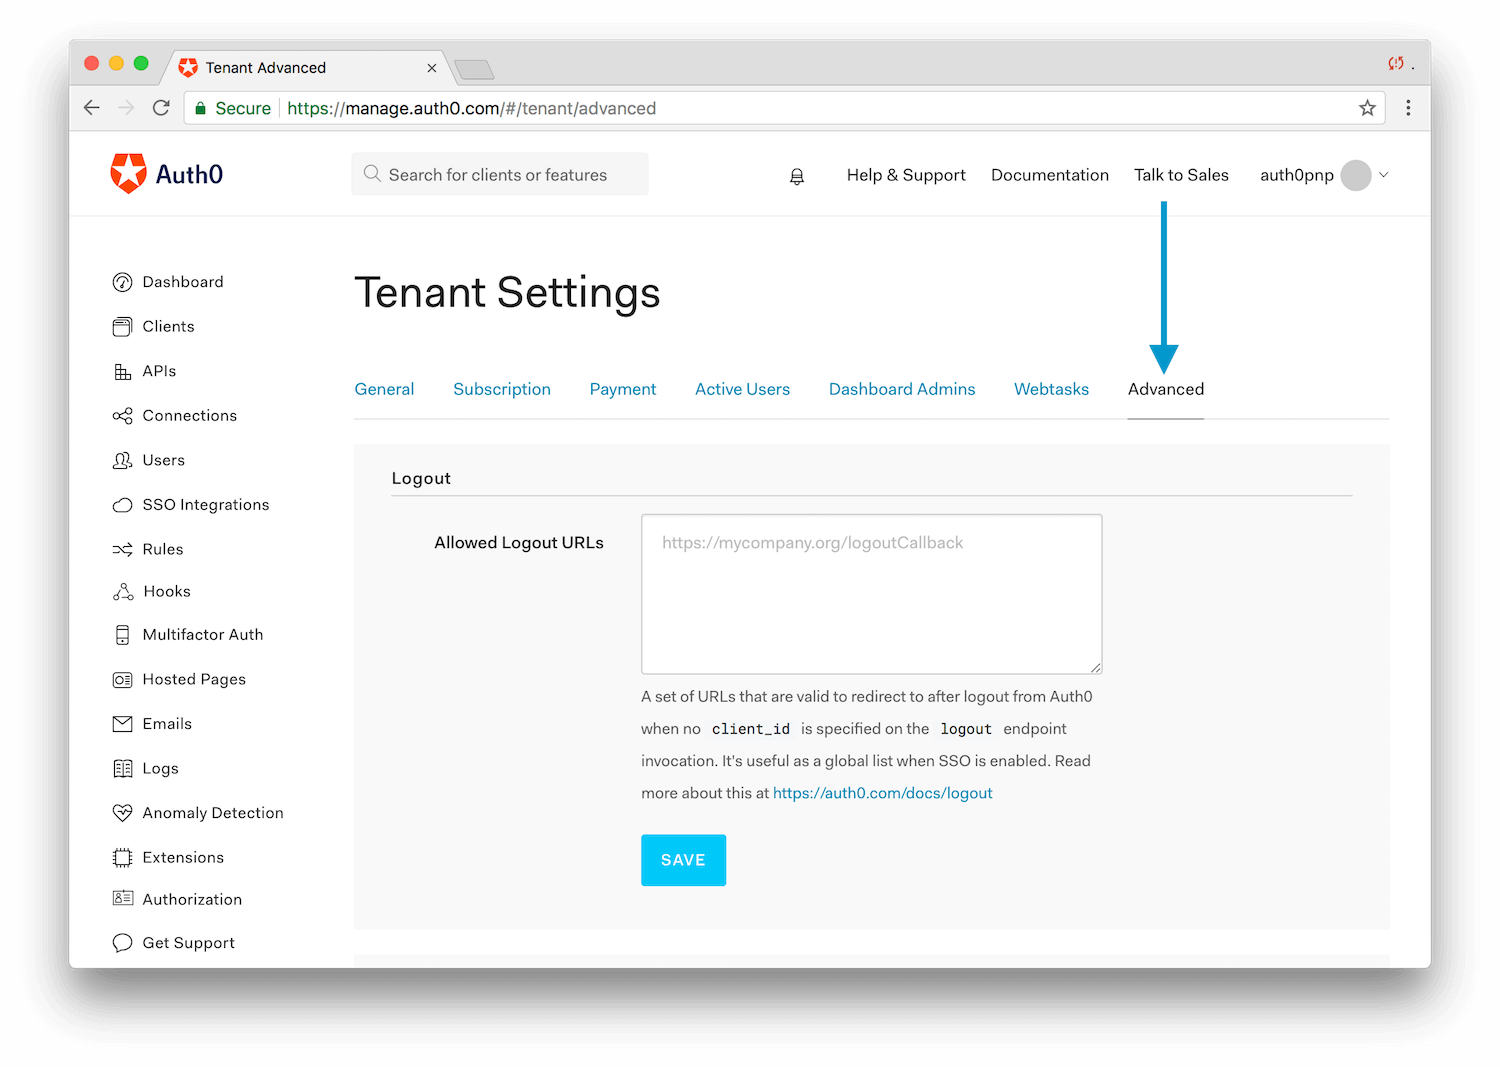 Tenant Advanced
Secure https://manage.auth0.com/#/tenant/advanced
Auth0
Search for clients or features
Help & Support
Documentation
Talk to Sales
auth0pnp
Dashboard
Clients
APIs
Connections
Users
SSO Integrations
Rules
Hooks
Multifactor Auth
Hosted Pages
Emails
Logs
Anomaly Detection
Extensions
Authorization
Get Support
Tenant Settings
General
Subscription
Payment
Active Users
Dashboard Admins
Webtasks
Advanced
Logout
Allowed Logout URLs
https://mycompany.org/logoutCallback
A set of URLs that are valid to redirect to after logout from Auth0
when no client_id is specified on the logout endpoint
invocation. It's useful as a global list when SSO is enabled. Read
more about this at https://auth0.com/docs/logout
SAVE